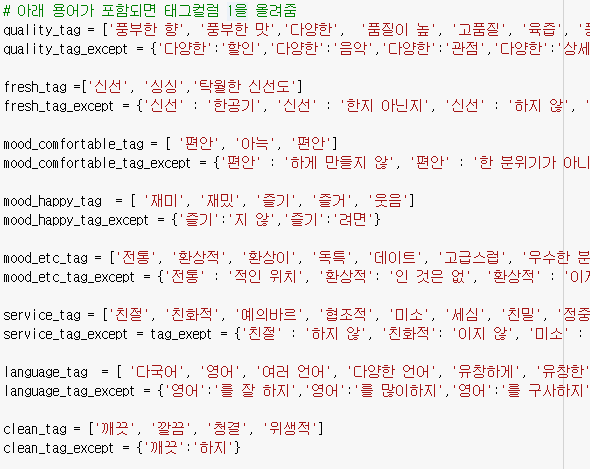 # 아래 용어가 포함되면 태그컬럼 1을 올려줌
quality_tag = ['풍부한 향', '풍부한 맛','다양한', '품질이 높', '고품질', '육즙',
quality_tag_except = {'다양한':'할인','다양한':'음악','다양한':'관점','다양한':'상세
fresh_tag =['신선', '싱싱','탁월한 신선도']
fresh_tag_except = {'신선' : '한공기', '신선' : '한지 아닌지', '신선' : '하지 않',
mood_comfortable_tag = [ '편안', '아늑', '편안']
mood_comfortable_tag_except = {'편안' : '하게 만들지 않', '편안' : '한 분위기가 아니
mood_happy_tag = [ '재미', '재밌', '즐기', '즐거', '웃음']
mood_happy_tag_except = {'즐기':'지 않','즐기':'려면'}
mood_etc_tag = ['전통', '환상적', '환상이', '독특', '데이트', '고급스럽', '우수한 분
mood_etc_tag_except = {'전통' : '적인 위치', '환상적': '인 것은 없', '환상적' : '이지
service_tag = ['친절', '친화적', '예의바르', '협조적', '미소', '세심', '친밀', '정중
service_tag_except = tag_exept = {'친절' : '하지 않', '친화적': '이지 않', '미소' :
language_tag = [ '다국어', '영어', '여러 언어', '다양한 언어', '유창하게', '유창한
language_tag_except = {'영어':'를 잘 하지','영어':'를 많이하지','영어':'를 구사하지'
clean_tag = ['깨끗', '깔끔', '청결', '위생적']
clean_tag_except = {'깨끗':'하지'}